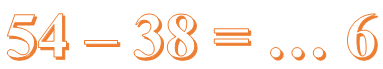 54 – 38 = ... 6